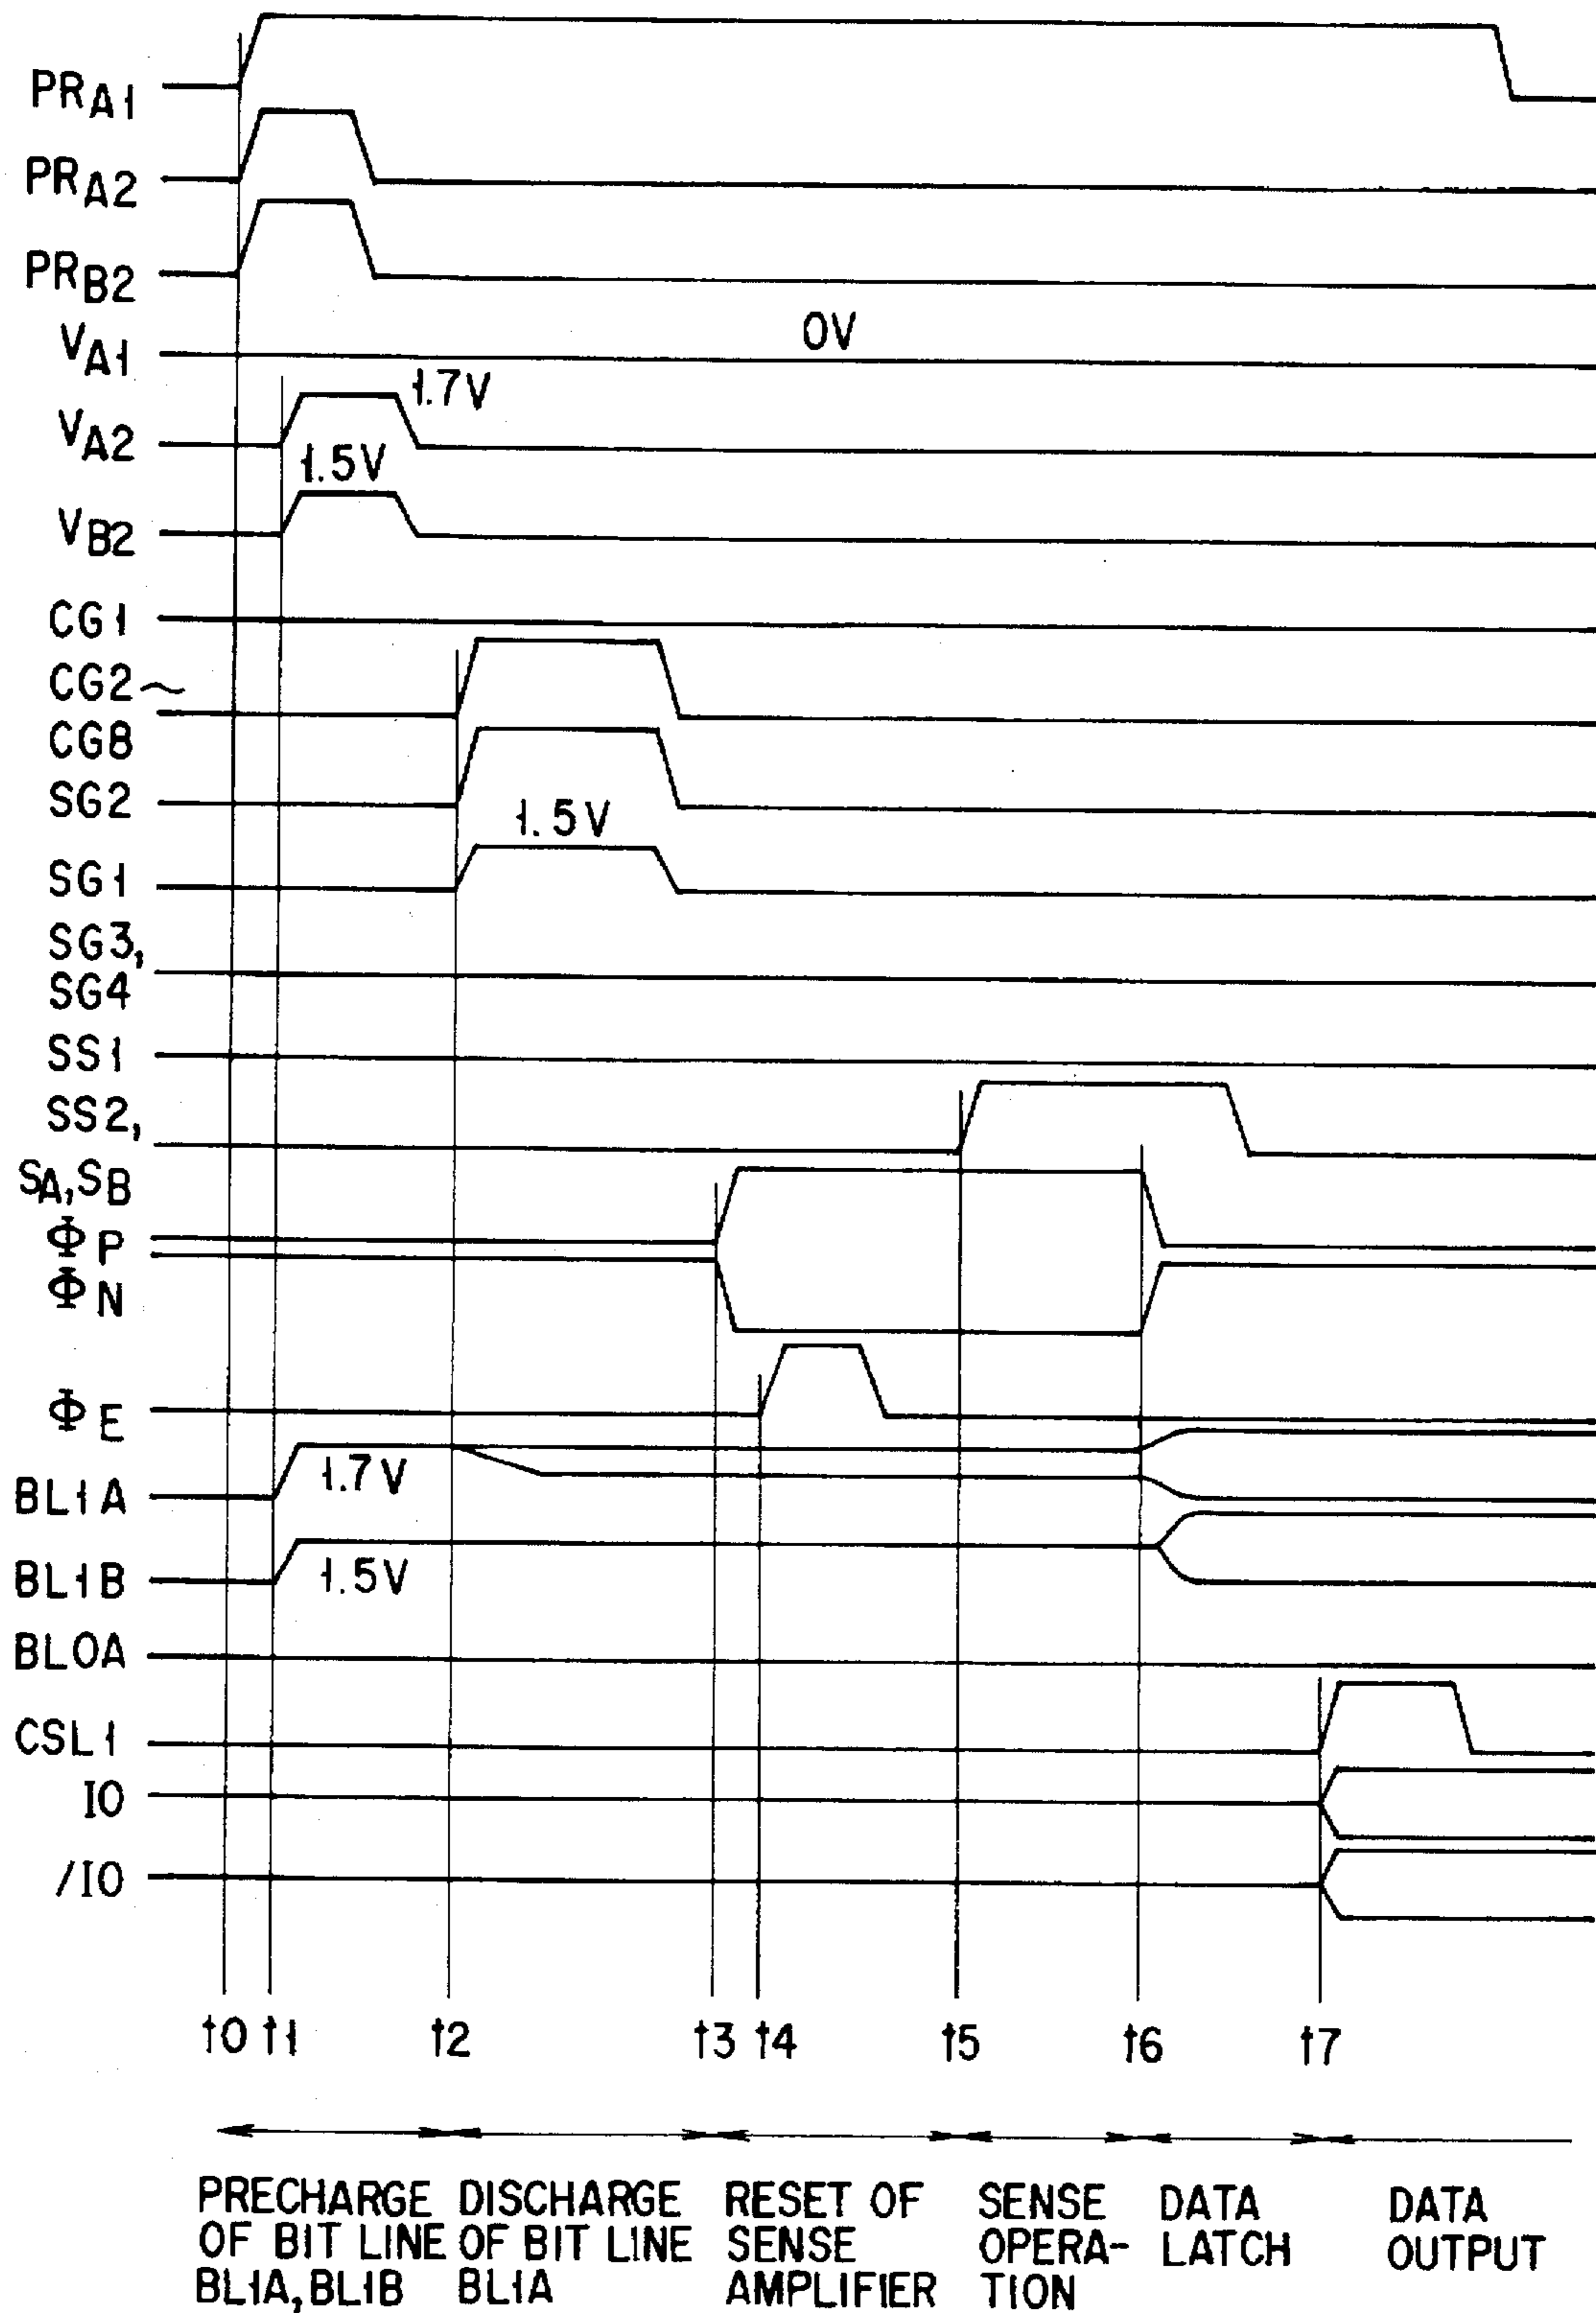 PRA1
PRA2
PRB2
VA1
0V
VA2
1.7V
VB2
1.5V
CG1
CG2~
CG8
SG2
SG1
1.5V
SG3,
SG4
SS1
SS2,
SA,SB
ΦP
ΦN
ΦE
BL1A
1.7V
BL1B
1.5V
BL0A
CSL1
IO
/IO
t0 t1 t2 t3 t4 t5 t6 t7
PRECHARGE OF BIT LINE BL1A,BL1B
DISCHARGE OF BIT LINE BL1A
RESET OF SENSE AMPLIFIER
SENSE OPERA-TION
DATA LATCH
DATA OUTPUT